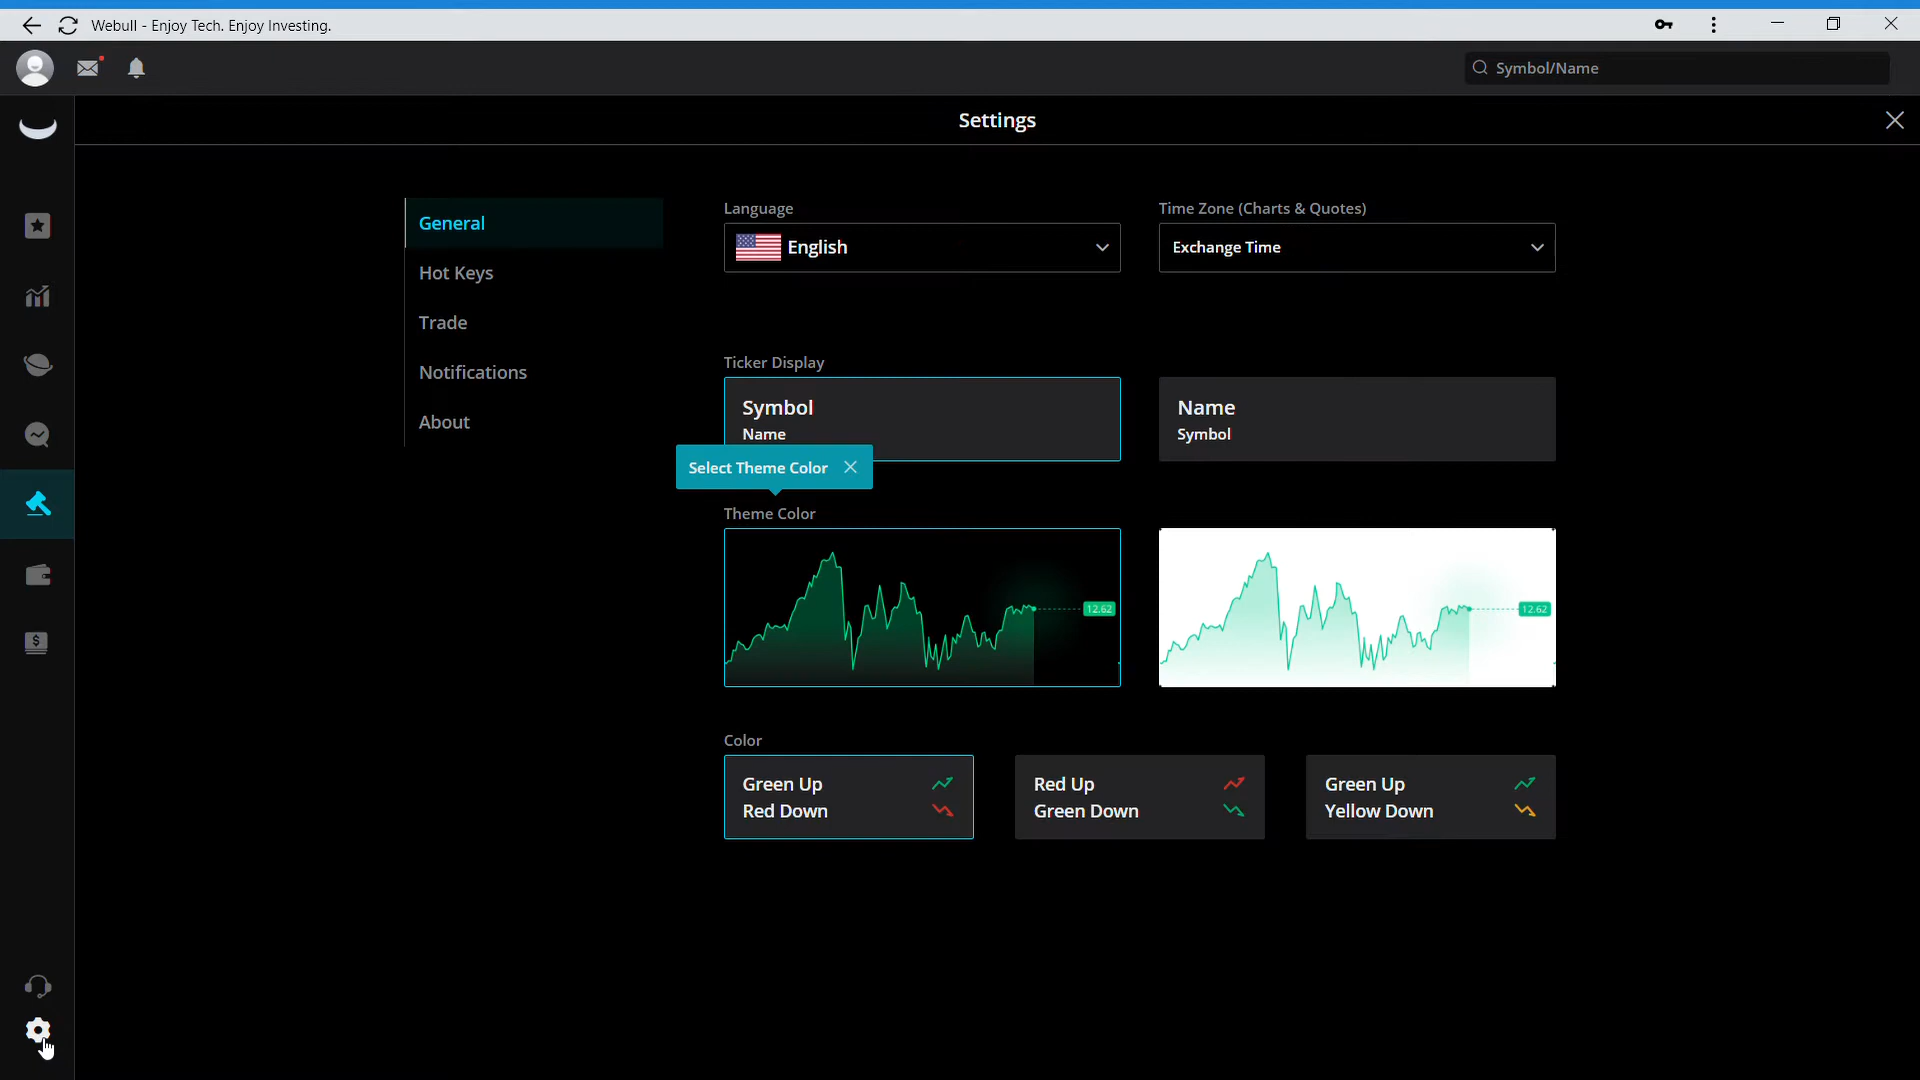 Webull - Enjoy Tech. Enjoy Investing.
Symbol/Name
Settings
General
Hot Keys
Trade
Notifications
About
Language
English
Time Zone (Charts & Quotes)
Exchange Time
Ticker Display
Symbol
Name
Name
Symbol
Select Theme Color
Theme Color
12.62
12.62
Color
Green Up
Red Down
Red Up
Green Down
Green Up
Yellow Down